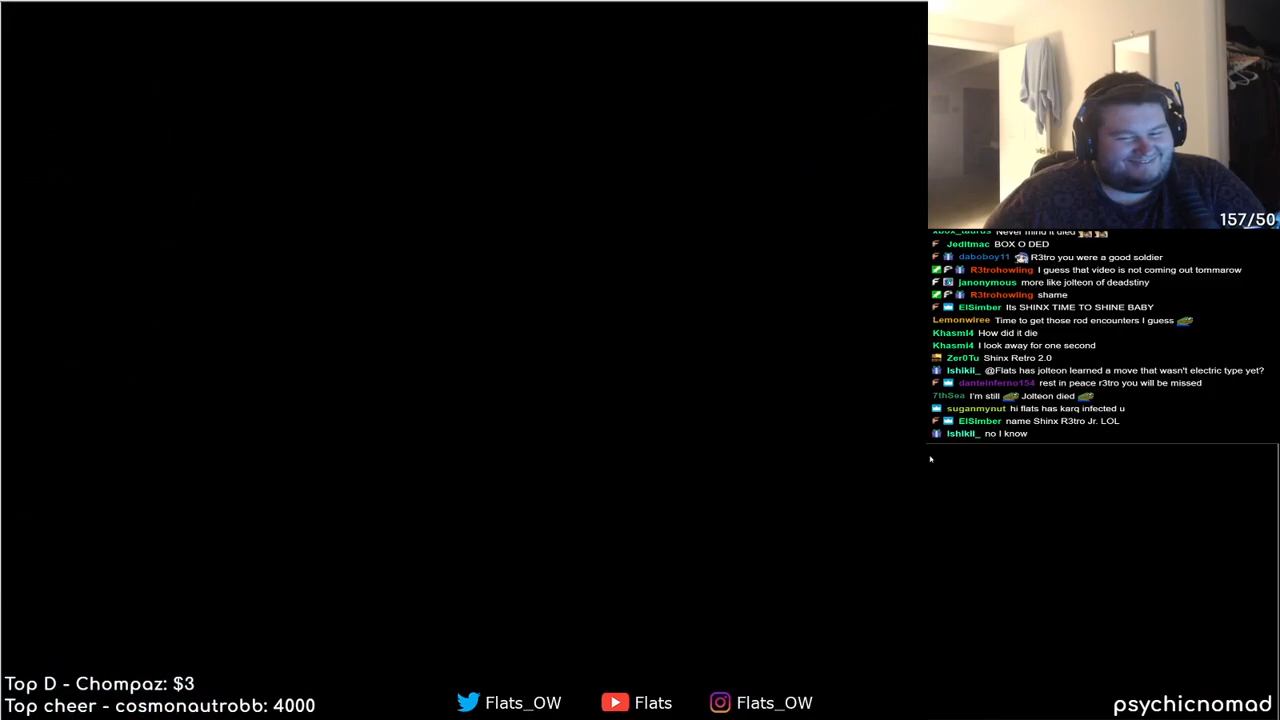 157/50
xbox_taurus Never mind it died
Jeditmac BOX O DED
daboboy11 R3tro you were a good soldier
R3trohowling I guess that video is not coming out tommarow
janonymous more like jolteon of deadstiny
R3trohowling shame
ElSimber Its SHINX TIME TO SHINE BABY
Lemonwiree Time to get those rod encounters I guess
Khasmi4 How did it die
Khasmi4 I look away for one second
Zer0Tu Shinx Retro 2.0
Ishikii_ @Flats has jolteon learned a move that wasn't electric type yet?
danteinferno154 rest in peace r3tro you will be missed
7thSea I'm still Jolteon died
suganmynut hi flats has karq infected u
ElSimber name Shinx R3tro Jr. LOL
Ishikii_ no I know
Top D - Chompaz: $3
Top cheer - cosmonautrobb: 4000
Flats_OW Flats Flats_OW
psychicnomad